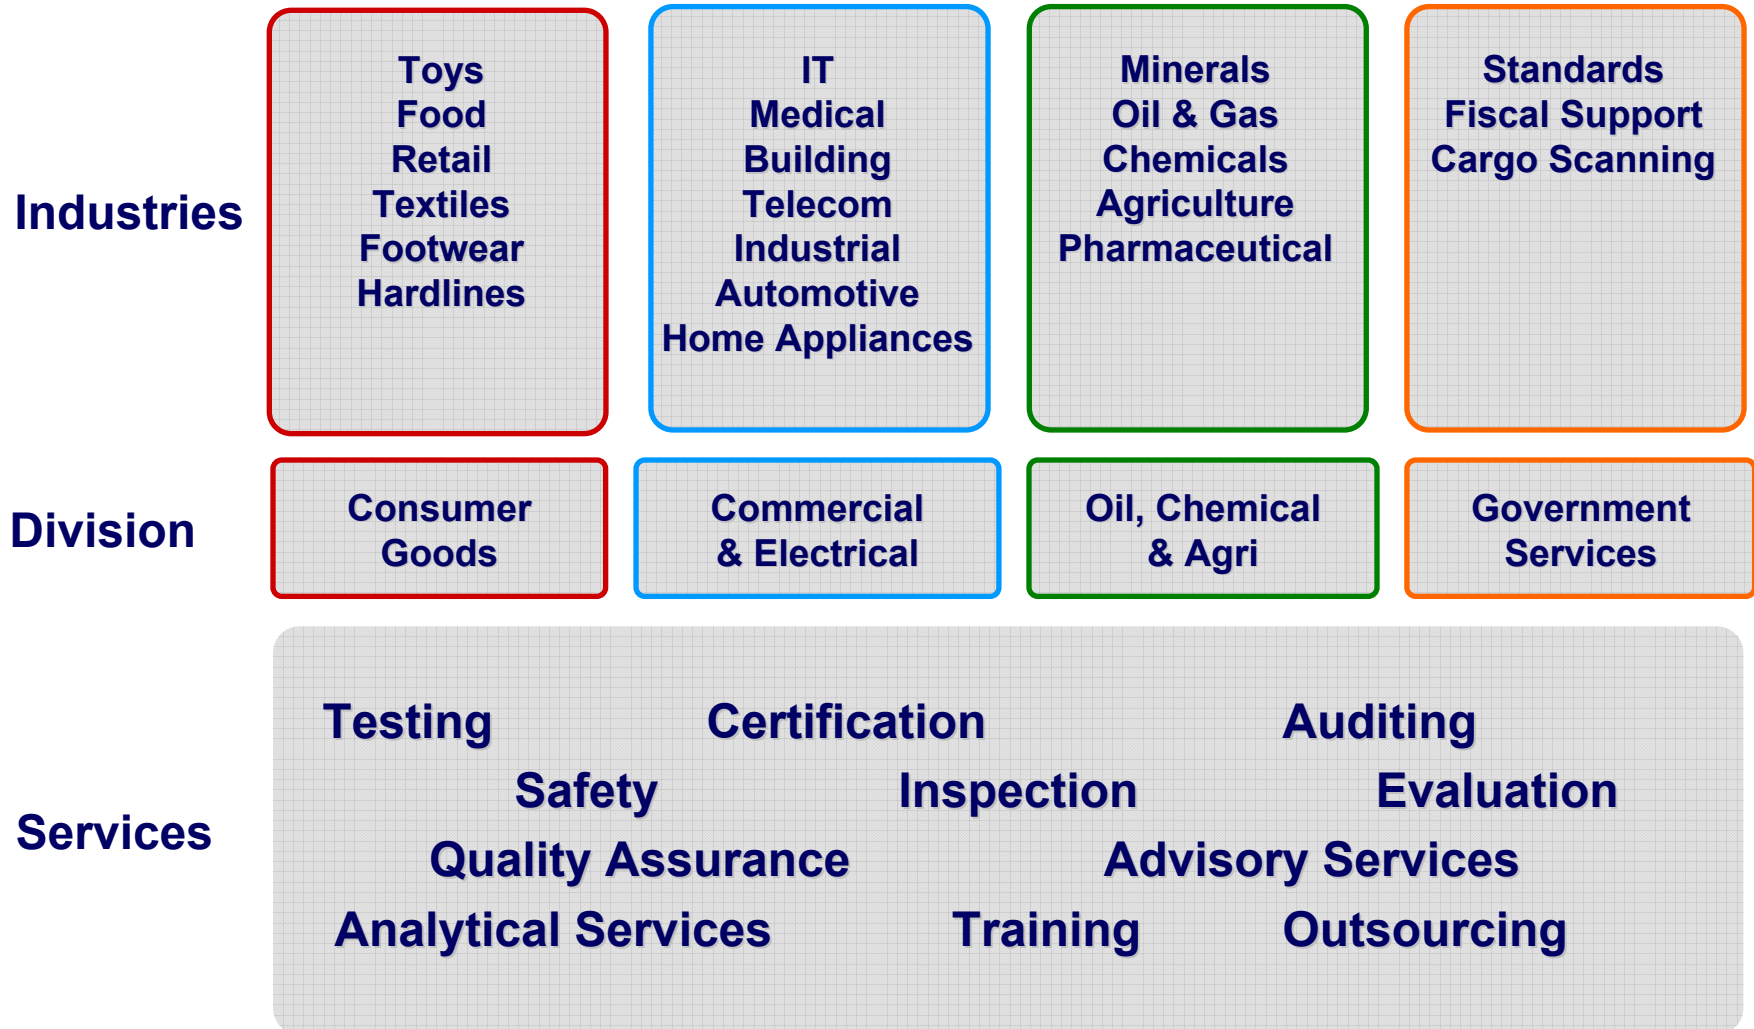 Industries
Toys
Food
Retail
Textiles
Footwear
Hardlines
IT
Medical
Building
Telecom
Industrial
Automotive
Home Appliances
Minerals
Oil & Gas
Chemicals
Agriculture
Pharmaceutical
Standards
Fiscal Support
Cargo Scanning
Division
Consumer
Goods
Commercial
& Electrical
Oil, Chemical
& Agri
Government
Services
Services
Testing Certification Auditing
Safety Inspection Evaluation
Quality Assurance Advisory Services
Analytical Services Training Outsourcing